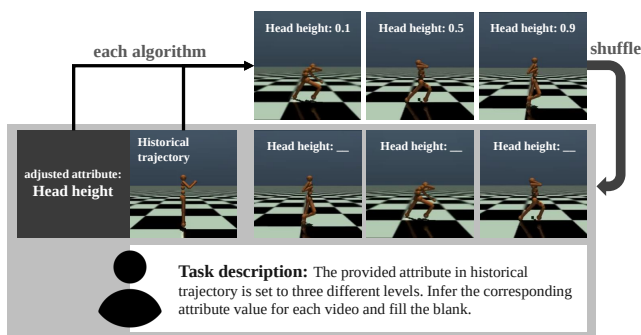 Head height: 0.1
Head height: 0.5
Head height: 0.9
each algorithm
shuffle
adjusted attribute:
Head height
Historical
trajectory
Head height: __
Head height: __
Head height: __
Task description: The provided attribute in historical
trajectory is set to three different levels. Infer the corresponding
attribute value for each video and fill the blank.